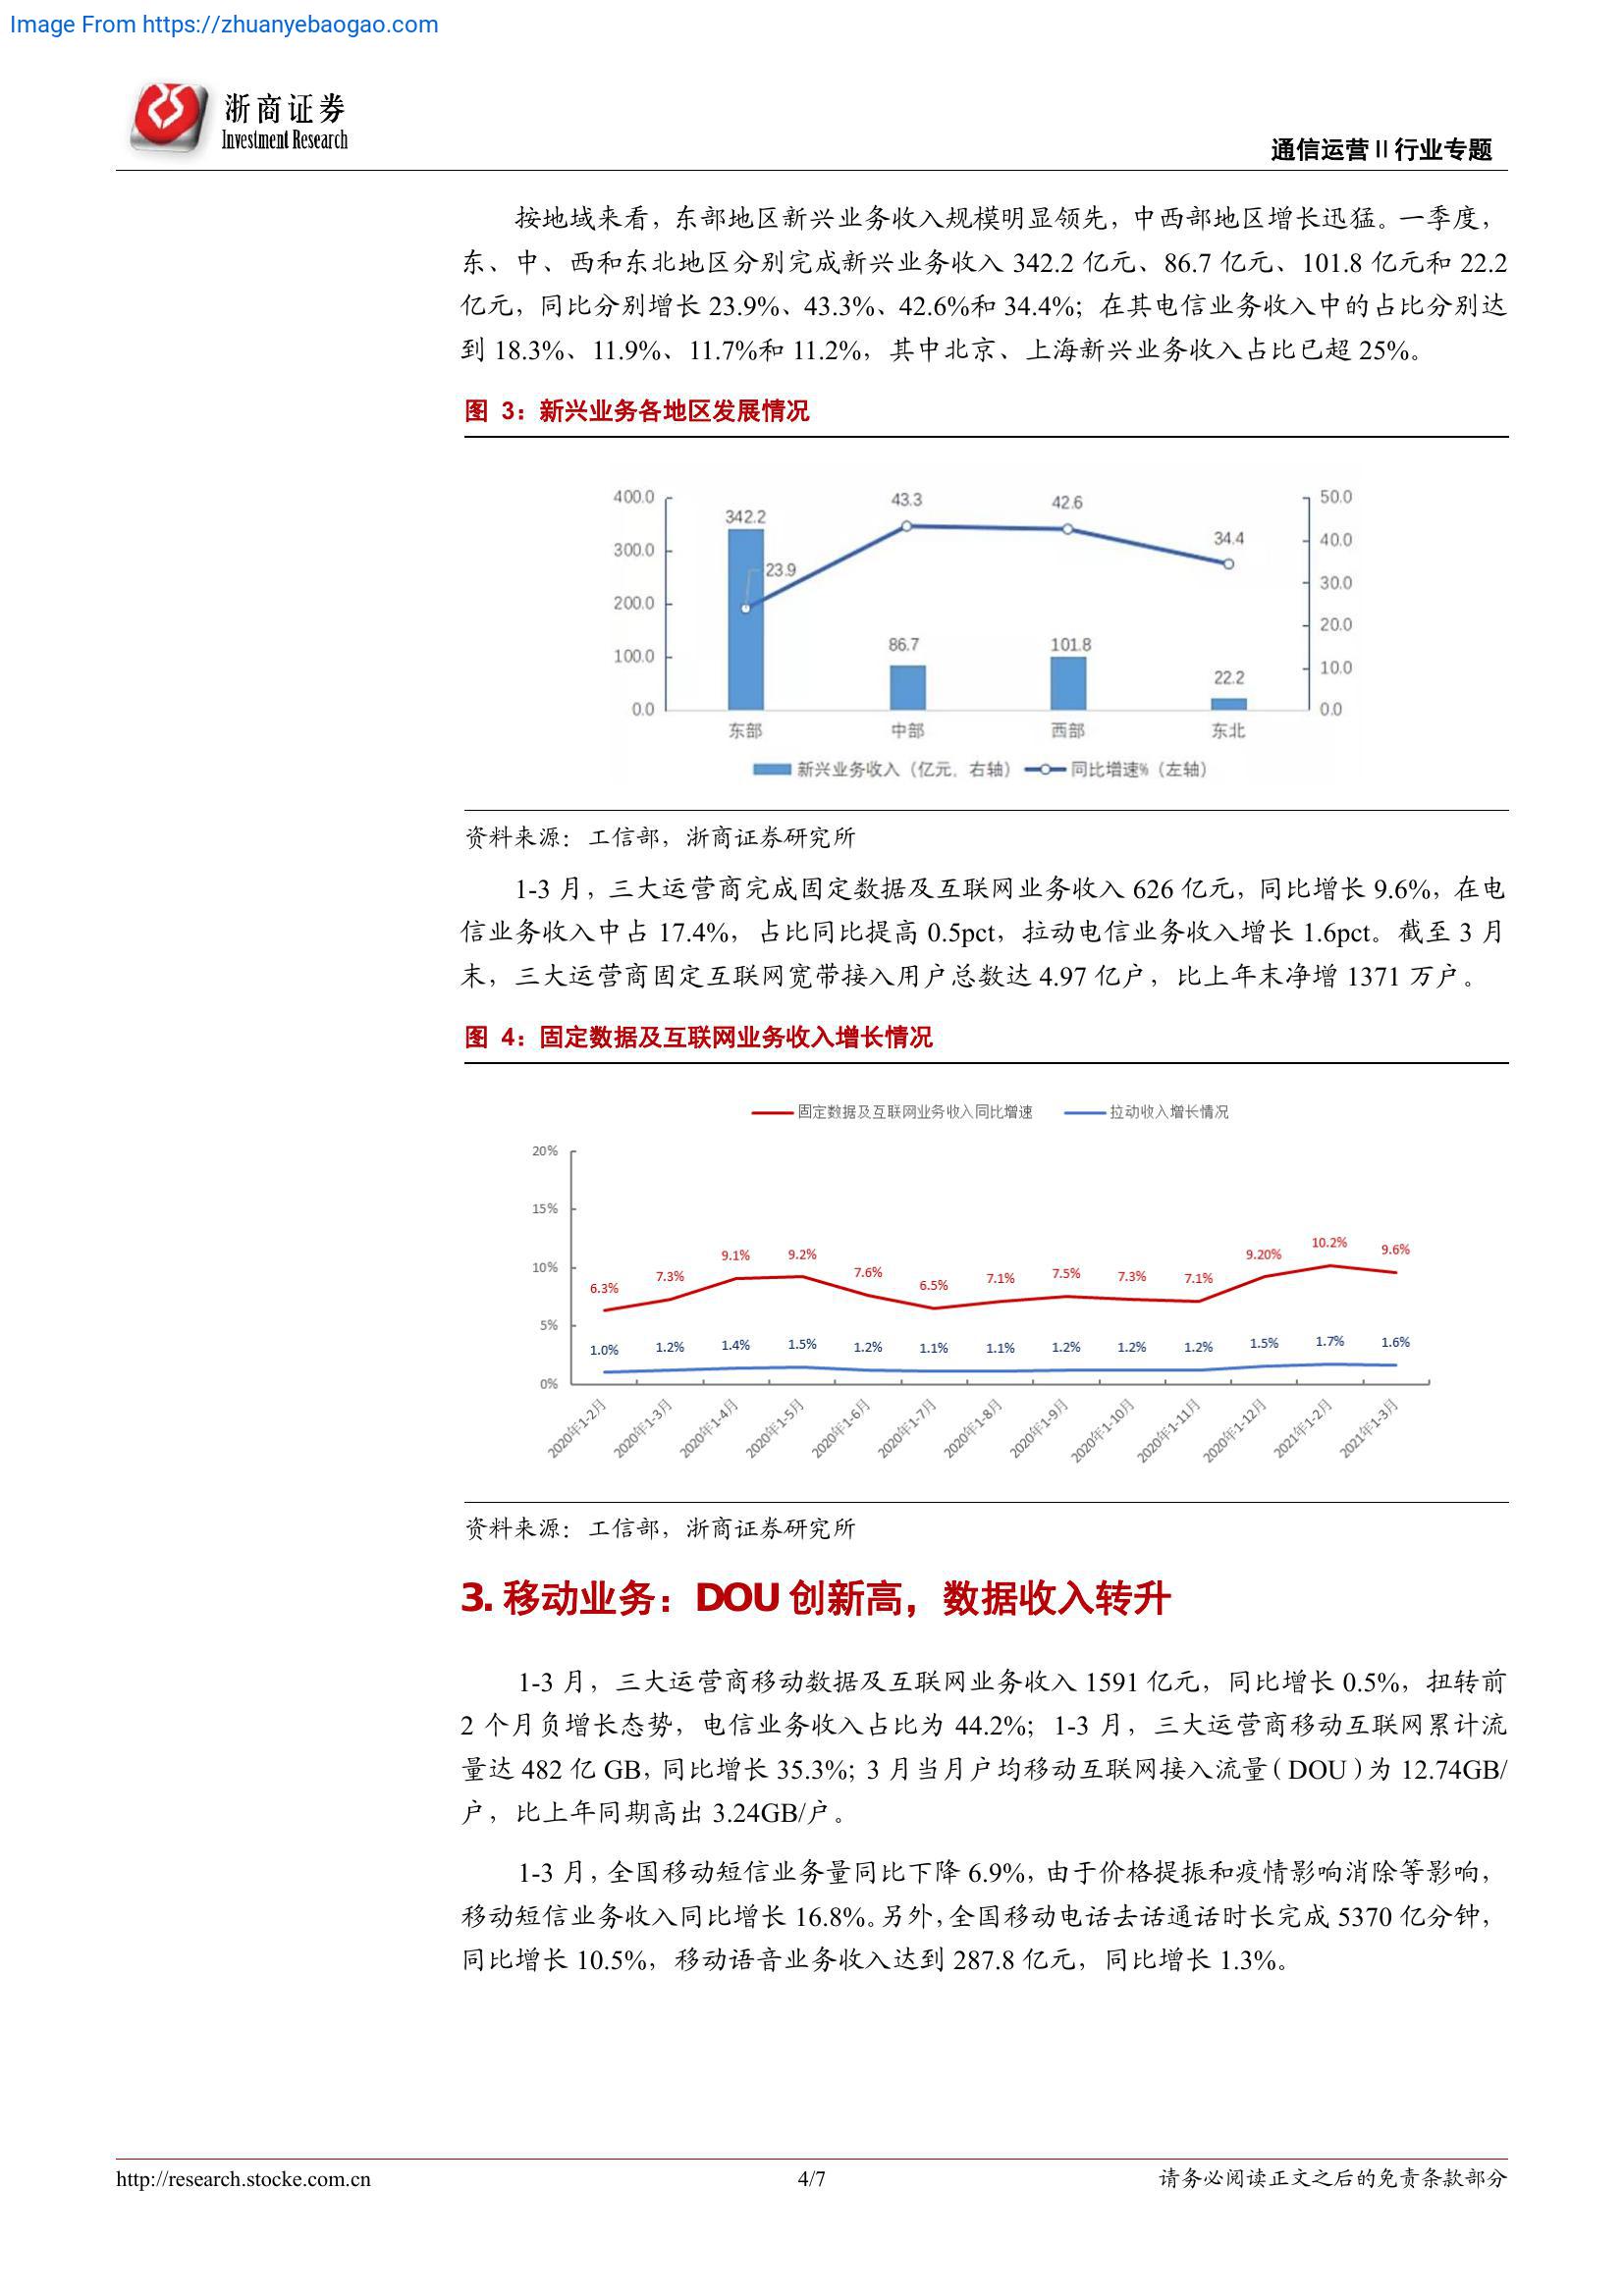 Image From https://zhuanyebaogao.com
浙商证券
Investment Research
通信运营Ⅱ行业专题
按地域来看，东部地区新兴业务收入规模明显领先，中西部地区增长迅猛。一季度，
东、中、西和东北地区分别完成新兴业务收入 342.2 亿元、86.7 亿元、101.8 亿元和 22.2
亿元，同比分别增长 23.9%、43.3%、42.6%和 34.4%；在其电信业务收入中的占比分别达
到 18.3%、11.9%、11.7%和 11.2%，其中北京、上海新兴业务收入占比已超 25%。
图 3：新兴业务各地区发展情况
400.0
300.0
200.0
100.0
0.0
342.2
23.9
43.3
86.7
42.6
101.8
34.4
22.2
50.0
40.0
30.0
20.0
10.0
0.0
东部 中部 西部 东北
新兴业务收入（亿元，右轴） 同比增速%（左轴）
资料来源：工信部，浙商证券研究所
1-3 月，三大运营商完成固定数据及互联网业务收入 626 亿元，同比增长 9.6%，在电
信业务收入中占 17.4%，占比同比提高 0.5pct，拉动电信业务收入增长 1.6pct。截至 3 月
末，三大运营商固定互联网宽带接入用户总数达 4.97 亿户，比上年末净增 1371 万户。
图 4：固定数据及互联网业务收入增长情况
固定数据及互联网业务收入同比增速 拉动收入增长情况
20%
15%
10%
5%
0%
6.3% 7.3% 9.1% 9.2% 7.6% 6.5% 7.1% 7.5% 7.3% 7.1% 9.20% 10.2% 9.6%
1.0% 1.2% 1.4% 1.5% 1.2% 1.1% 1.1% 1.2% 1.2% 1.2% 1.5% 1.7% 1.6%
2020年1-2月 2020年1-3月 2020年1-4月 2020年1-5月 2020年1-6月 2020年1-7月 2020年1-8月 2020年1-9月 2020年1-10月 2020年1-11月 2020年1-12月 2021年1-2月 2021年1-3月
资料来源：工信部，浙商证券研究所
3. 移动业务：DOU 创新高，数据收入转升
1-3 月，三大运营商移动数据及互联网业务收入 1591 亿元，同比增长 0.5%，扭转前
2 个月负增长态势，电信业务收入占比为 44.2%；1-3 月，三大运营商移动互联网累计流
量达 482 亿 GB，同比增长 35.3%；3 月当月户均移动互联网接入流量（DOU）为 12.74GB/
户，比上年同期高出 3.24GB/户。
1-3 月，全国移动短信业务量同比下降 6.9%，由于价格提振和疫情影响消除等影响，
移动短信业务收入同比增长 16.8%。另外，全国移动电话去话通话时长完成 5370 亿分钟，
同比增长 10.5%，移动语音业务收入达到 287.8 亿元，同比增长 1.3%。
http://research.stocke.com.cn
4/7
请务必阅读正文之后的免责条款部分